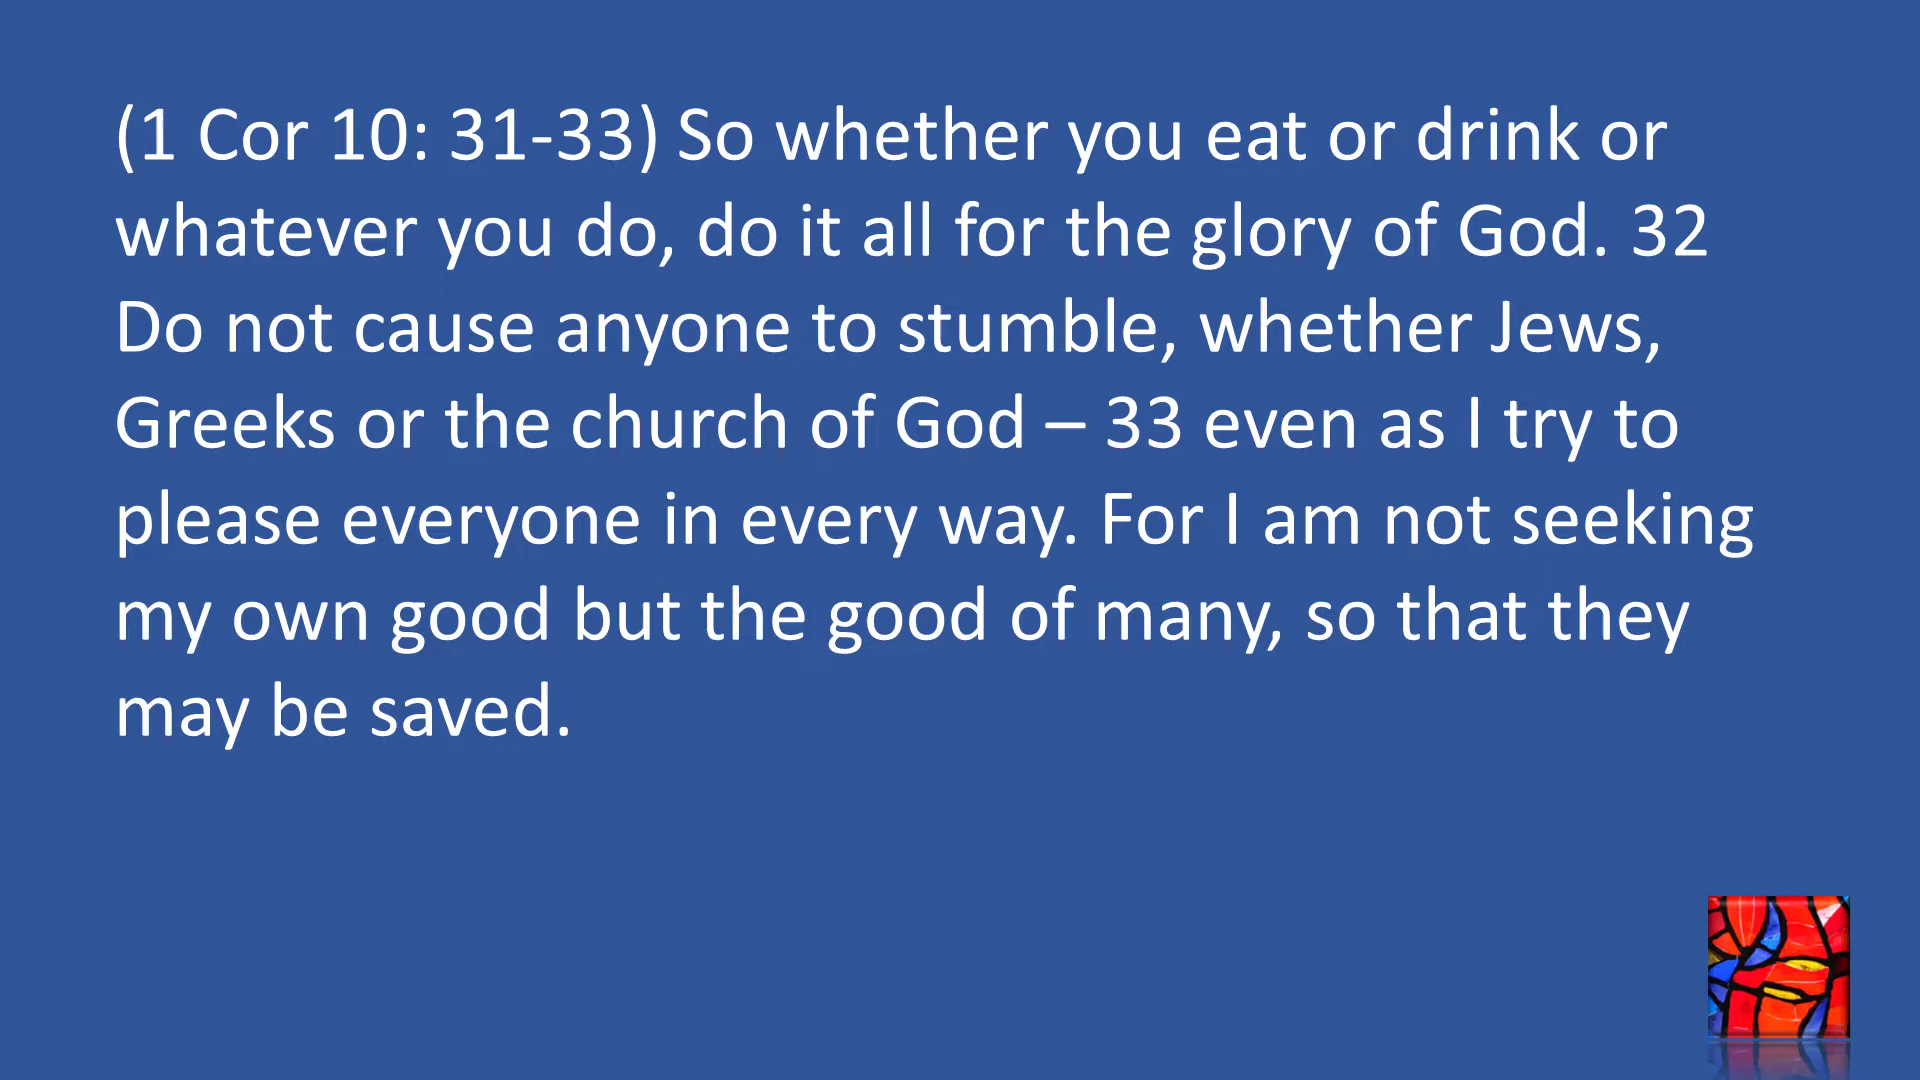 (1 Cor 10: 31-33) So whether you eat or drink or
whatever you do, do it all for the glory of God. 32
Do not cause anyone to stumble, whether Jews,
Greeks or the church of God – 33 even as I try to
please everyone in every way. For I am not seeking
my own good but the good of many, so that they
may be saved.